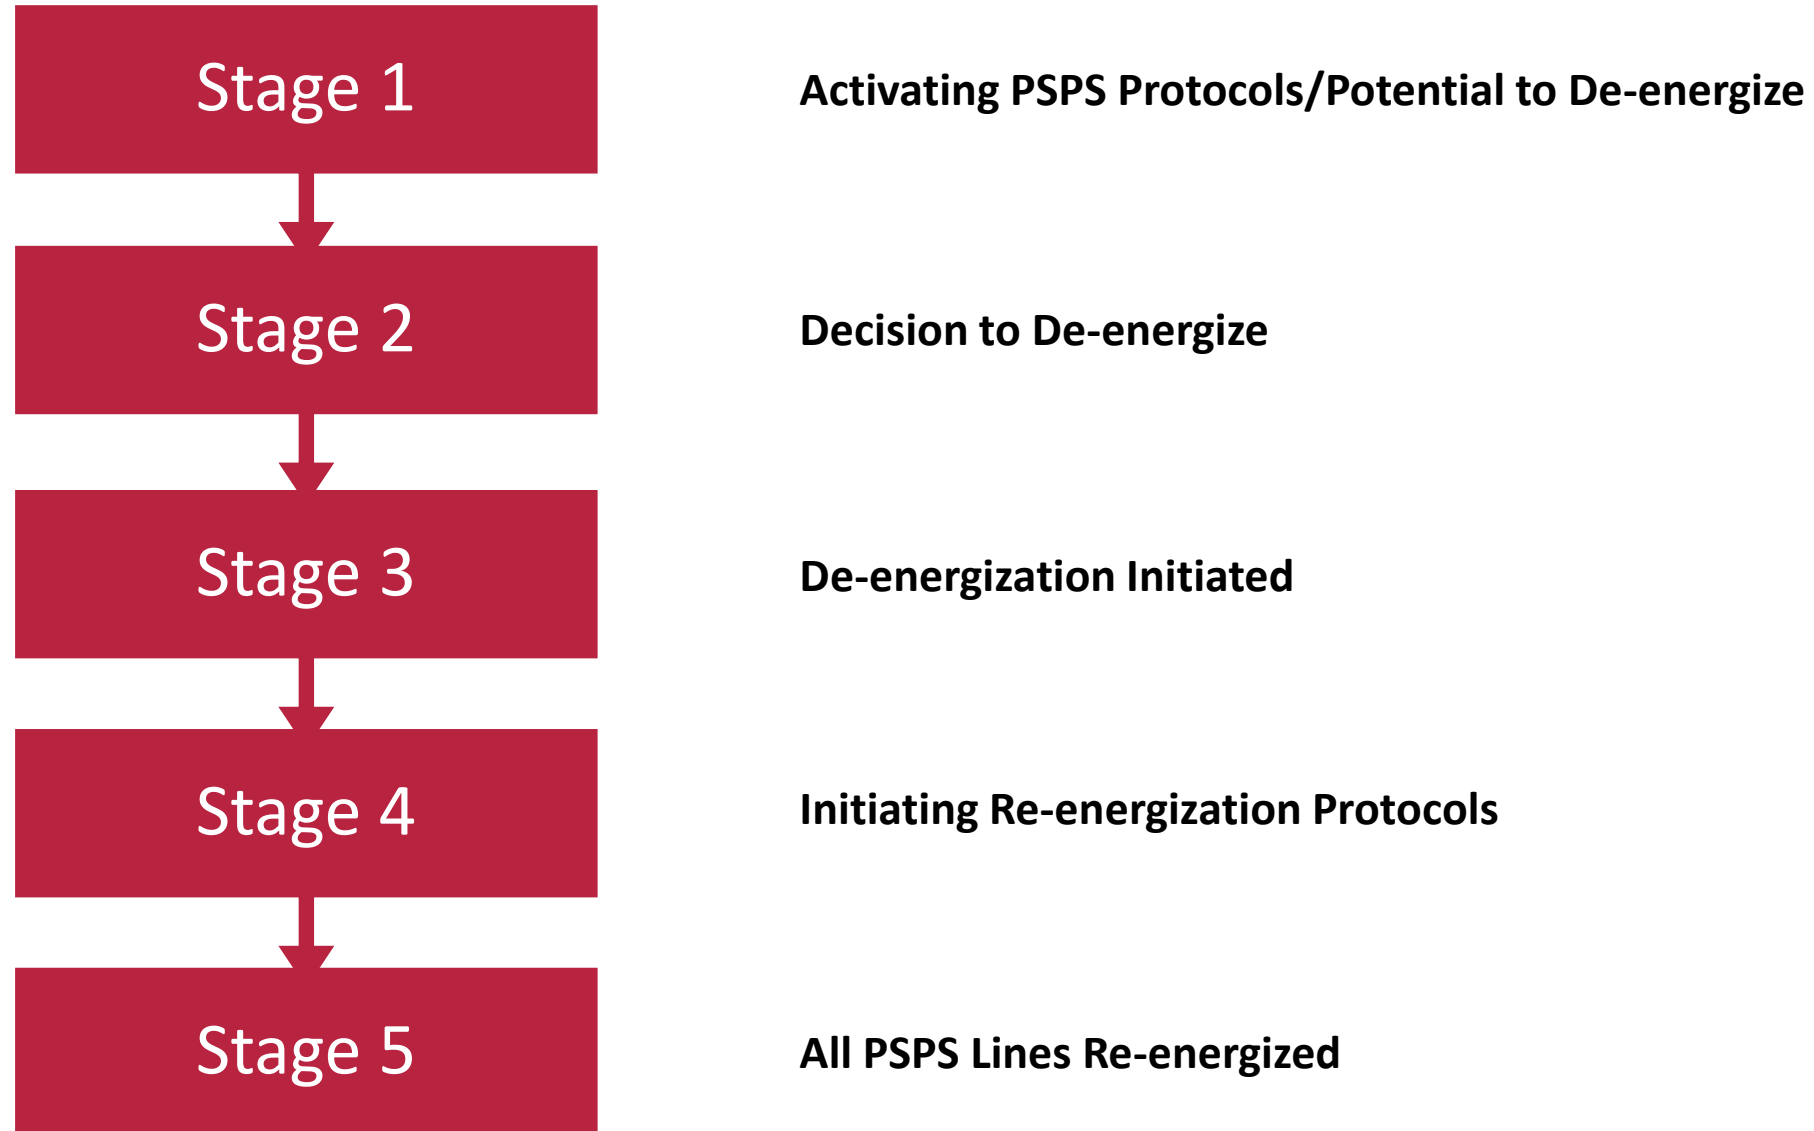 Stage 1
Activating PSPS Protocols/Potential to De-energize
Stage 2
Decision to De-energize
Stage 3
De-energization Initiated
Stage 4
Initiating Re-energization Protocols
Stage 5
All PSPS Lines Re-energized